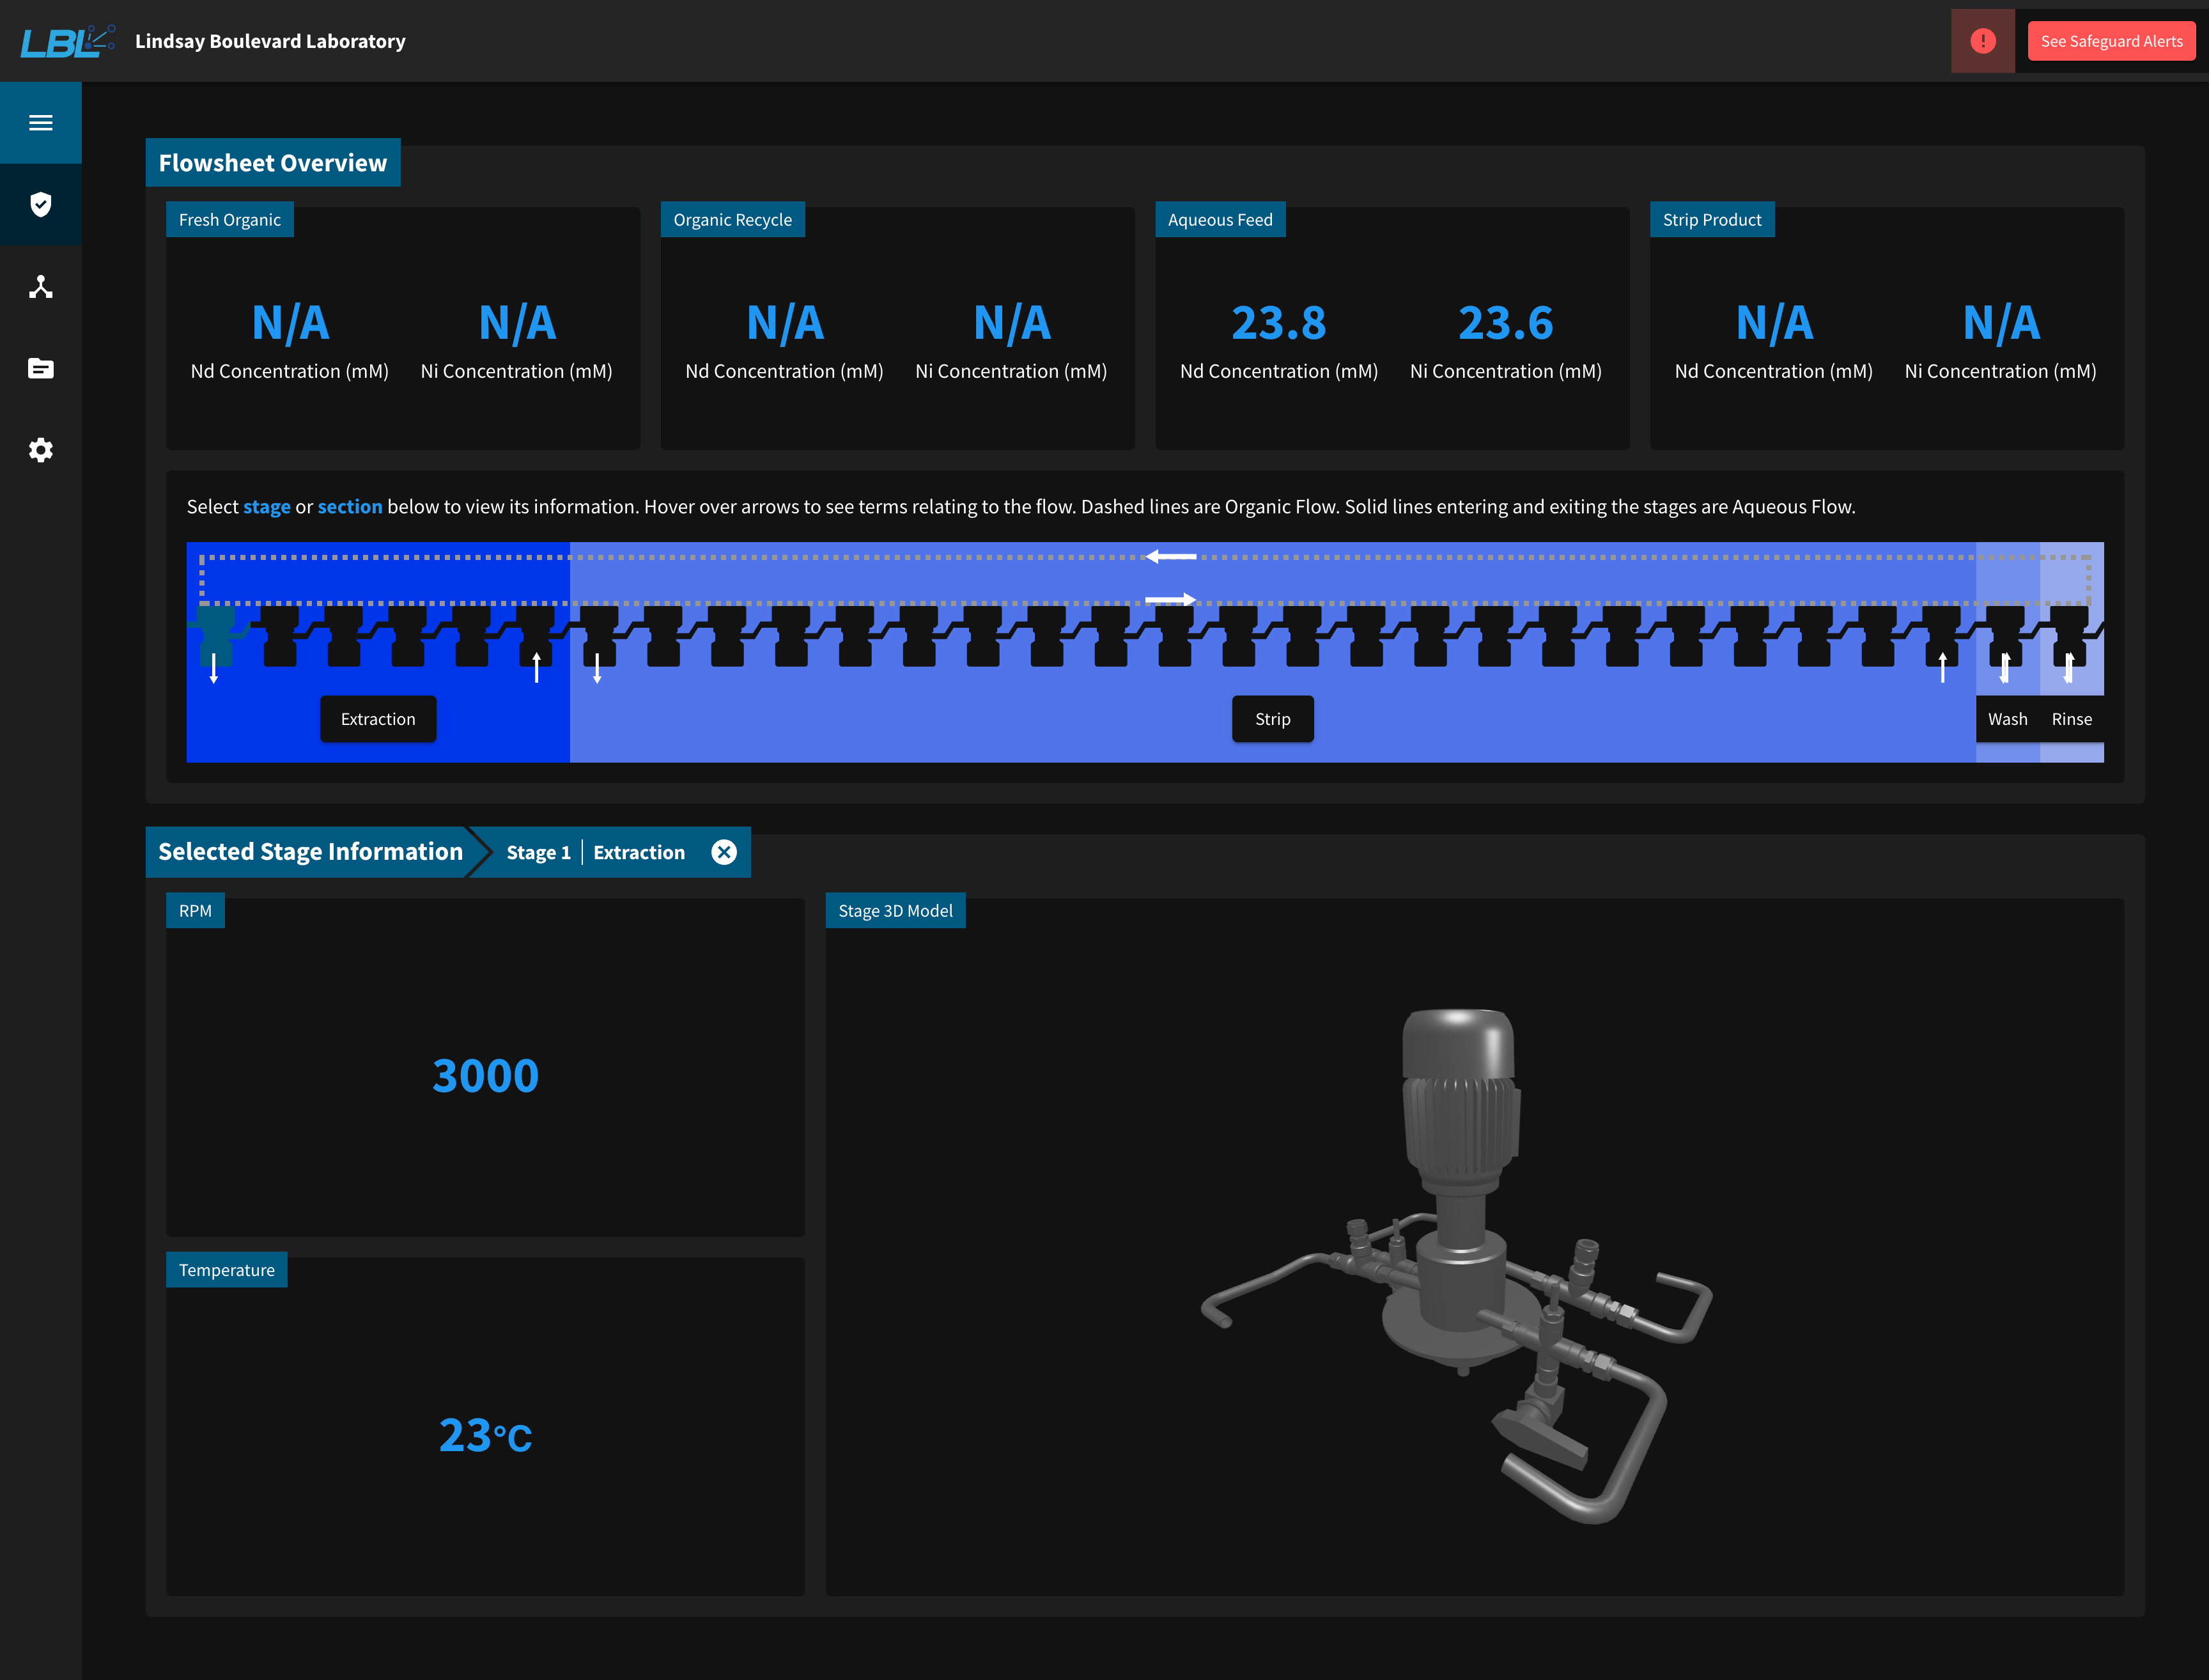 LBL
Lindsay Boulevard Laboratory
See Safeguard Alerts
Flowsheet Overview
Fresh Organic
N/A
Nd Concentration (mM)
N/A
Ni Concentration (mM)
Organic Recycle
N/A
Nd Concentration (mM)
N/A
Ni Concentration (mM)
Aqueous Feed
23.8
Nd Concentration (mM)
23.6
Ni Concentration (mM)
Strip Product
N/A
Nd Concentration (mM)
N/A
Ni Concentration (mM)
Select stage or section below to view its information. Hover over arrows to see terms relating to the flow. Dashed lines are Organic Flow. Solid lines entering and exiting the stages are Aqueous Flow.
Extraction
Strip
Wash
Rinse
Selected Stage Information
Stage 1 | Extraction
RPM
3000
Temperature
23°C
Stage 3D Model